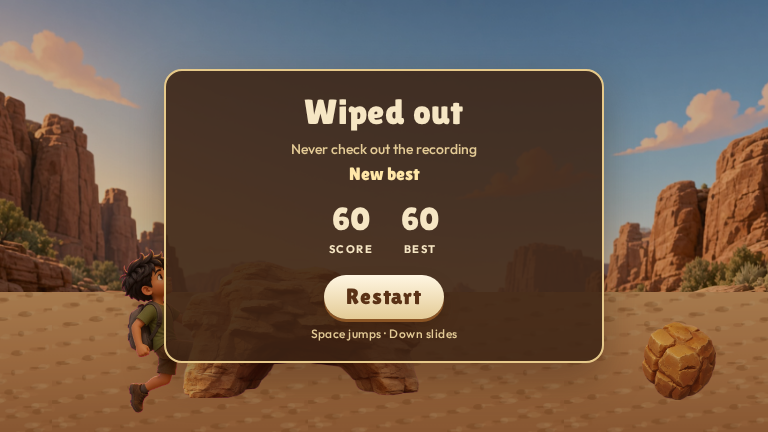 Wiped out
Never check out the recording
New best
60 60
SCORE BEST
Restart
Space jumps · Down slides